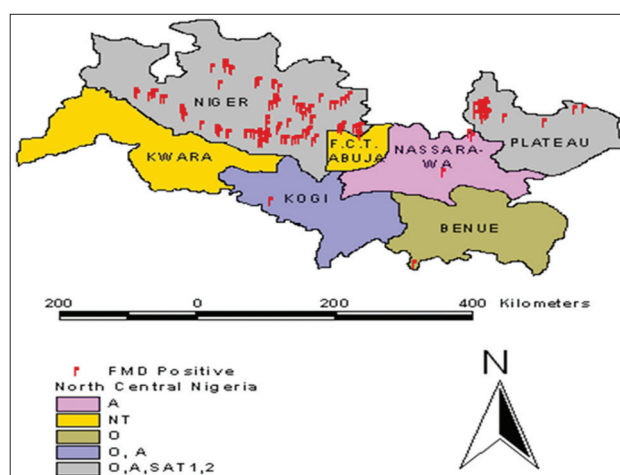 NIGER
F.C.T.
ABUJA
KWARA
NASSARA-
WA
PLATEAU
KOGI
BENUE
200 0 200 400 Kilometers
FMD Positive
North Central Nigeria
A
NT
O
O, A
O,A,SAT1,2
N